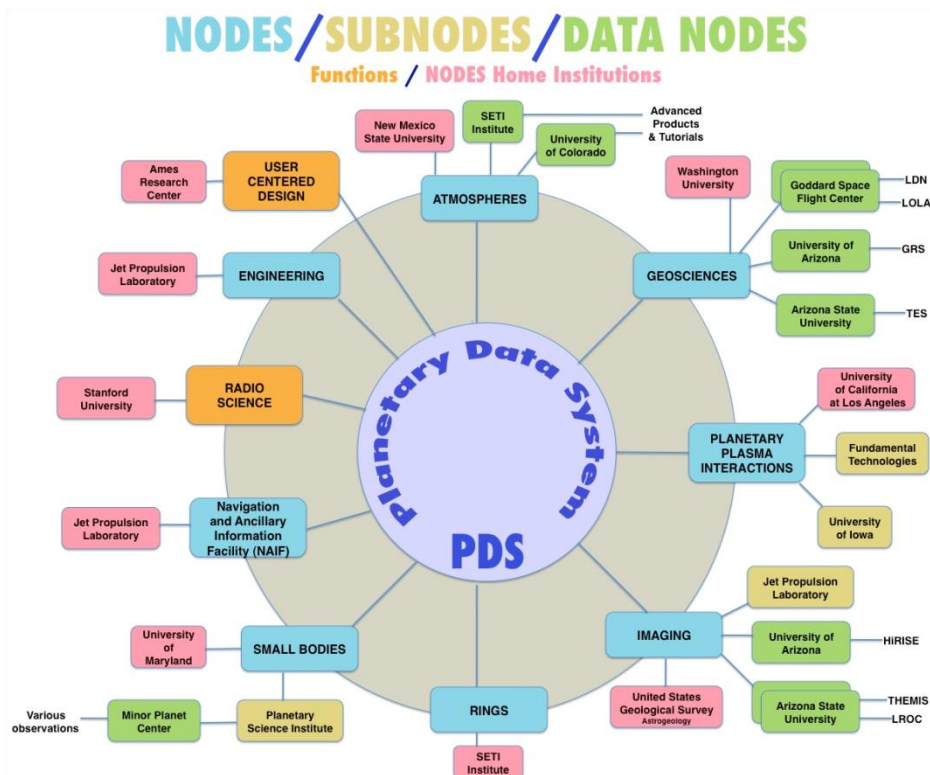 NODES/SUBNODES/DATA NODES
Functions / NODES Home Institutions
New Mexico
State University
SETI
Institute
University
of Colorado
Advanced
Products
& Tutorials
ATMOSPHERES
Ames
Research
Center
USER
CENTERED
DESIGN
Washington
University
Goddard Space
Flight Center
LDN
LOLA
GEOSCIENCES
University of
Arizona
GRS
Arizona State
University
TES
Jet Propulsion
Laboratory
ENGINEERING
Stanford
University
RADIO
SCIENCE
Planetary Data System
PDS
University
of California
at Los Angeles
PLANETARY
PLASMA
INTERACTIONS
Fundamental
Technologies
University
of Iowa
Jet Propulsion
Laboratory
Navigation
and Ancillary
Information
Facility (NAIF)
Jet Propulsion
Laboratory
IMAGING
University of
Arizona
HiRISE
Arizona State
University
THEMIS
LROC
United States
Geological Survey
Astrogeology
University
of
Maryland
SMALL BODIES
Various
observations
Minor Planet
Center
Planetary
Science Institute
RINGS
SETI
Institute